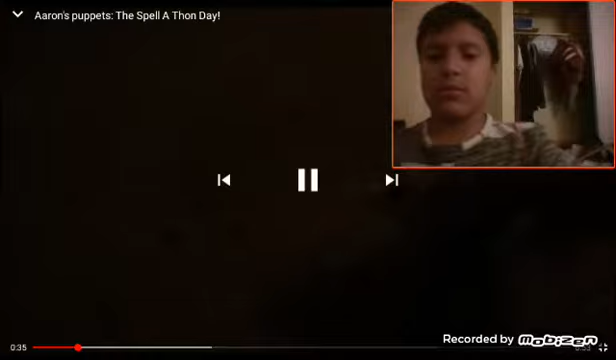 Aaron's puppets: The Spell A Thon Day!
0:35
Recorded by MOBIZEN